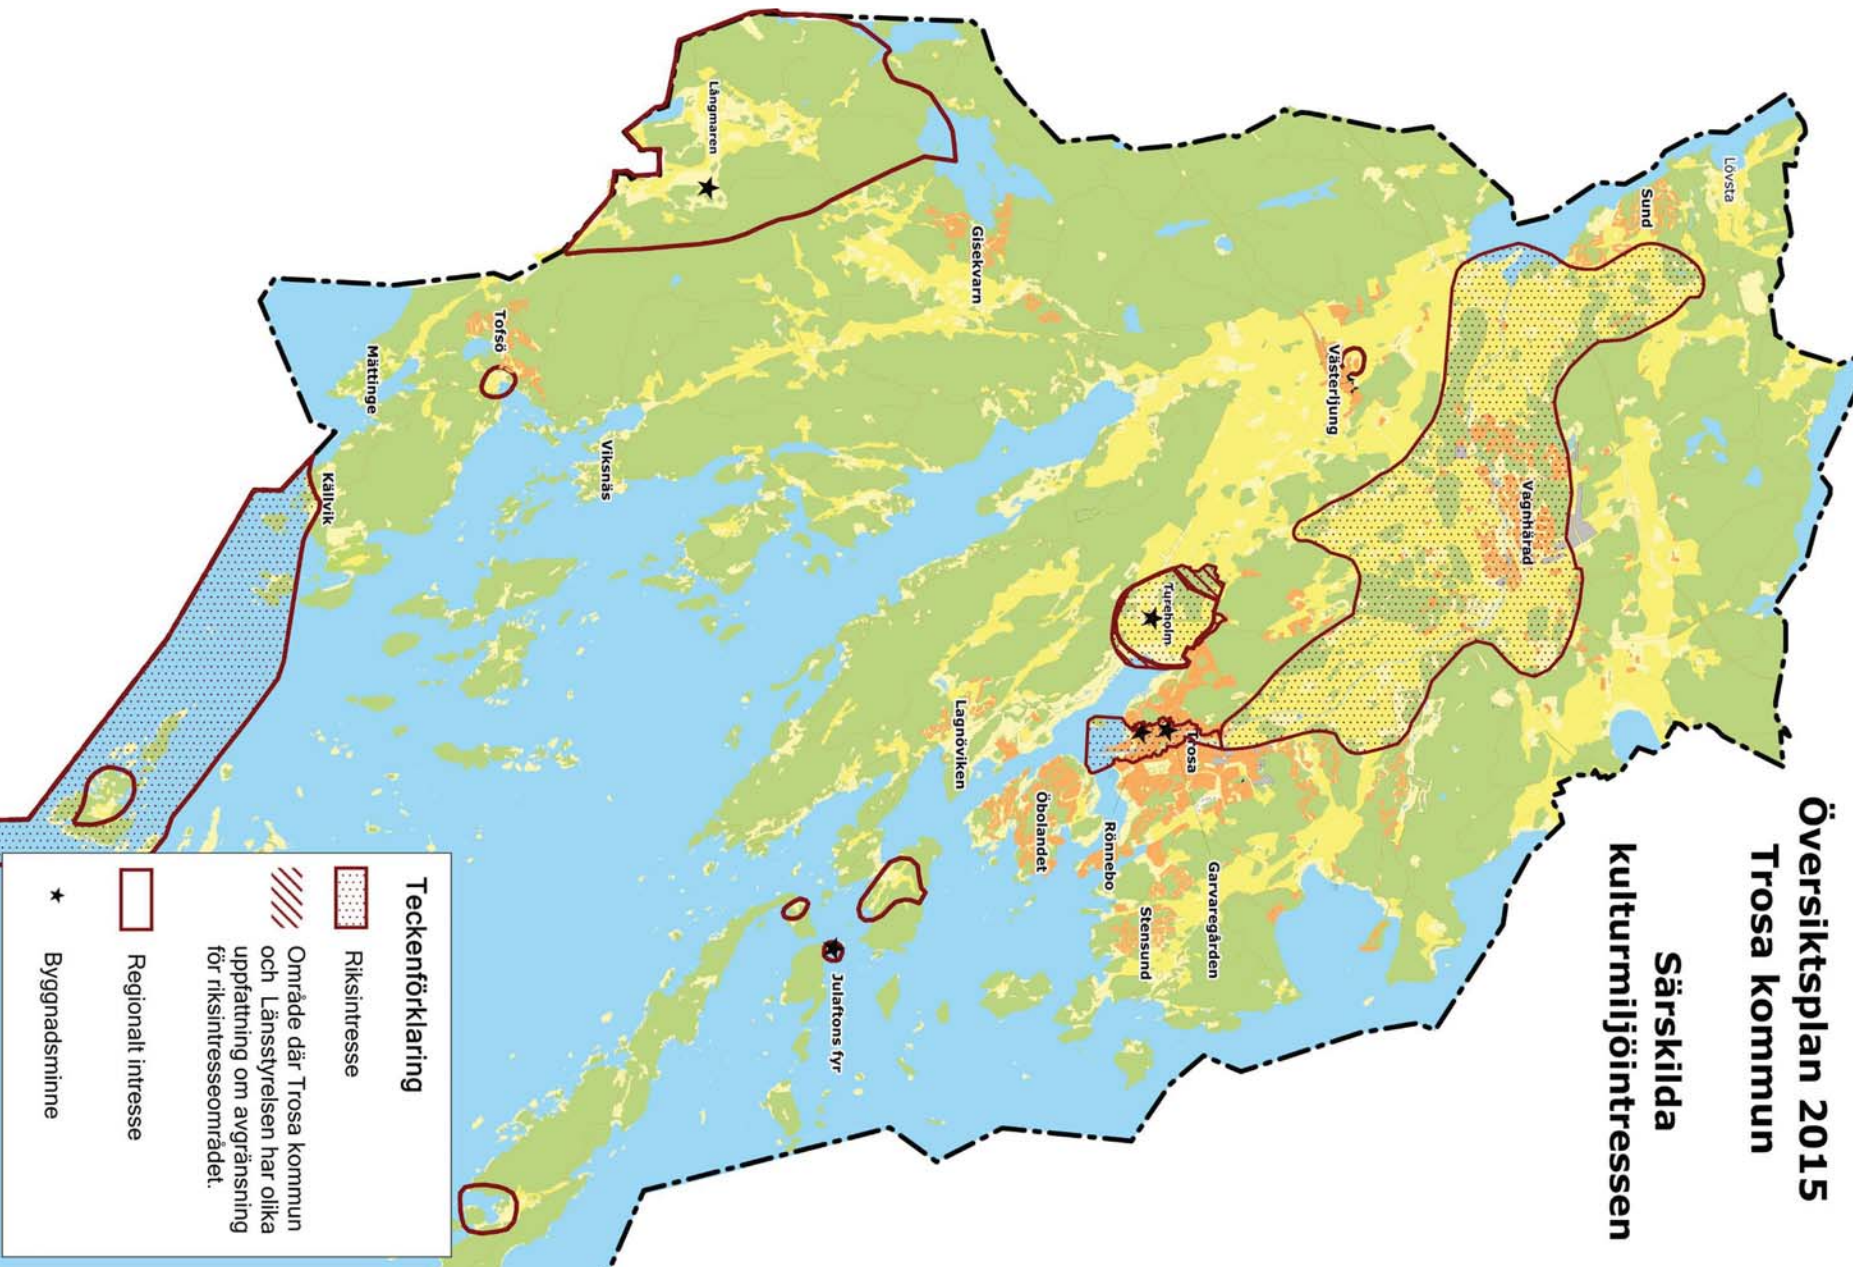 Översiktsplan 2015
Trosa kommun
Särskilda
kulturmiljöintressen
Lövsta
Sund
Vagnhärad
Västerljung
Gisekvarn
Långmaren
Tureholm
Trosa
Garvaregården
Stensund
Rönnebo
Öbolandet
Lagnöviken
Julaftons fyr
Viksnäs
Tofsö
Mättinge
Källvik
Teckenförklaring
Riksintresse
Område där Trosa kommun
och Länsstyrelsen har olika
uppfattning om avgränsning
för riksintresseområdet.
Regionalt intresse
Byggnadsminne